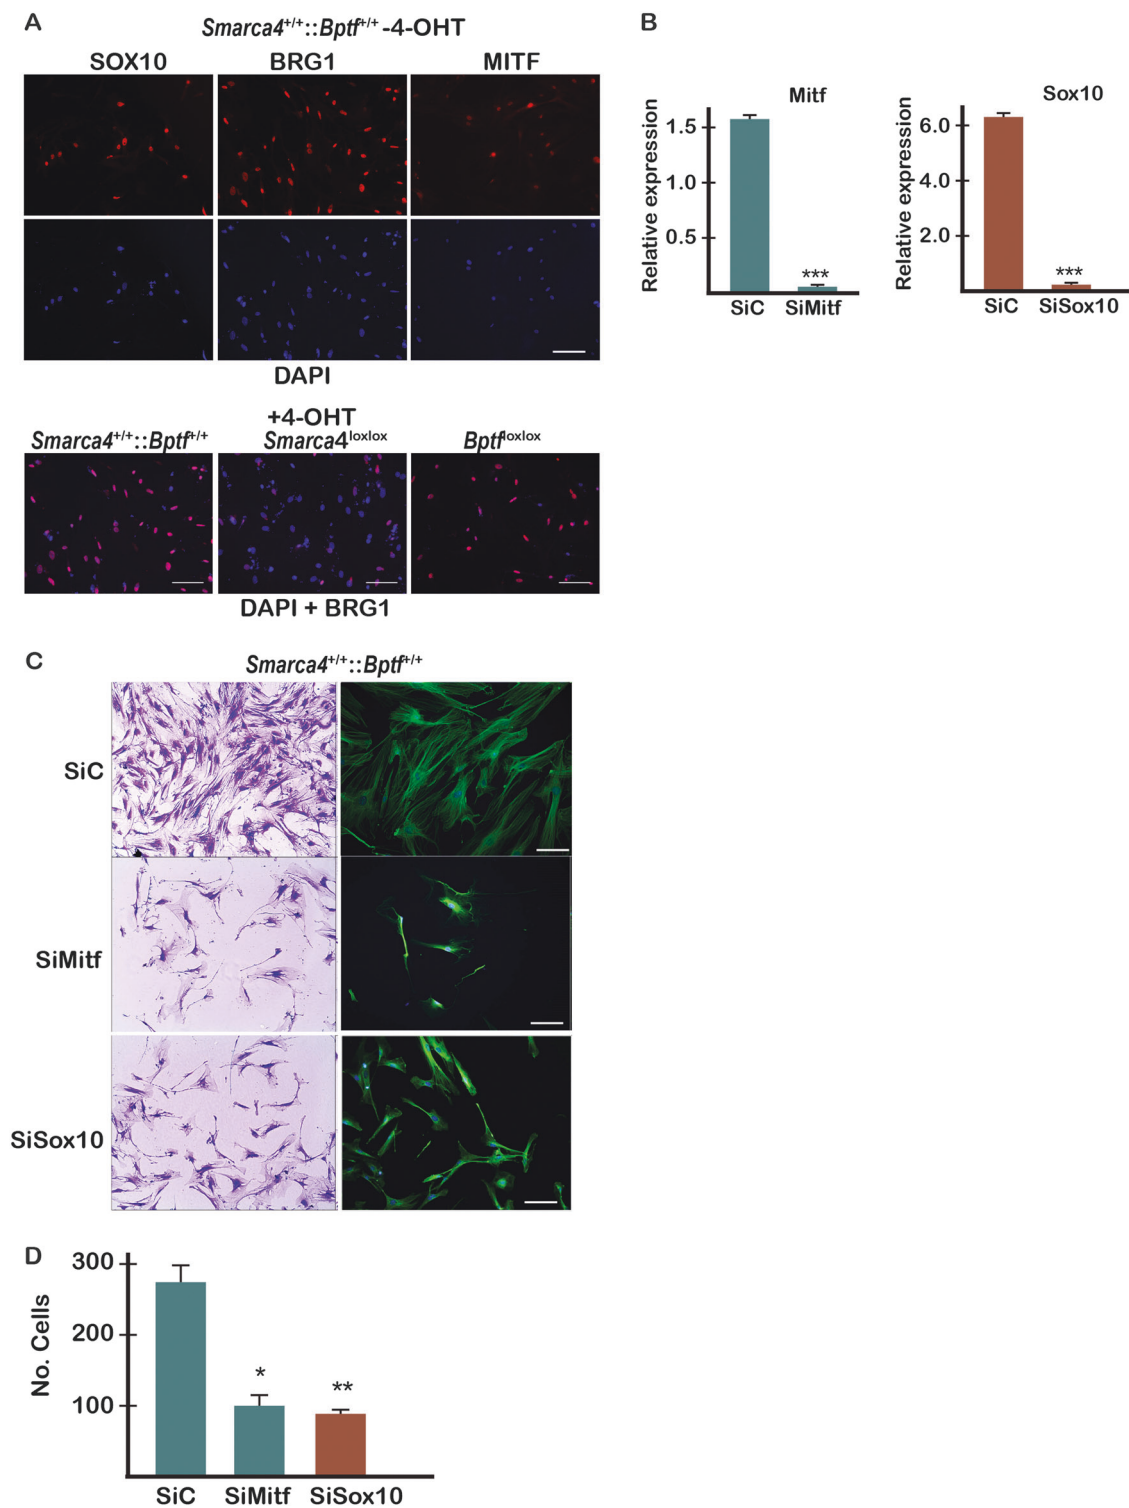 A
Smarca4+/+::Bptf+/+ -4-OHT
SOX10 BRG1 MITF
DAPI
+4-OHT
Smarca4+/+::Bptf+/+ Smarca4loxlox Bptfloxlox
DAPI + BRG1
B
Mitf
Relative expression
1.5
1.0
0.5
***
SiC SiMitf
Sox10
Relative expression
6.0
4.0
2.0
***
SiC SiSox10
C
Smarca4+/+::Bptf+/+
SiC
SiMitf
SiSox10
D
No. Cells
300
200
100
*
**
SiC SiMitf SiSox10